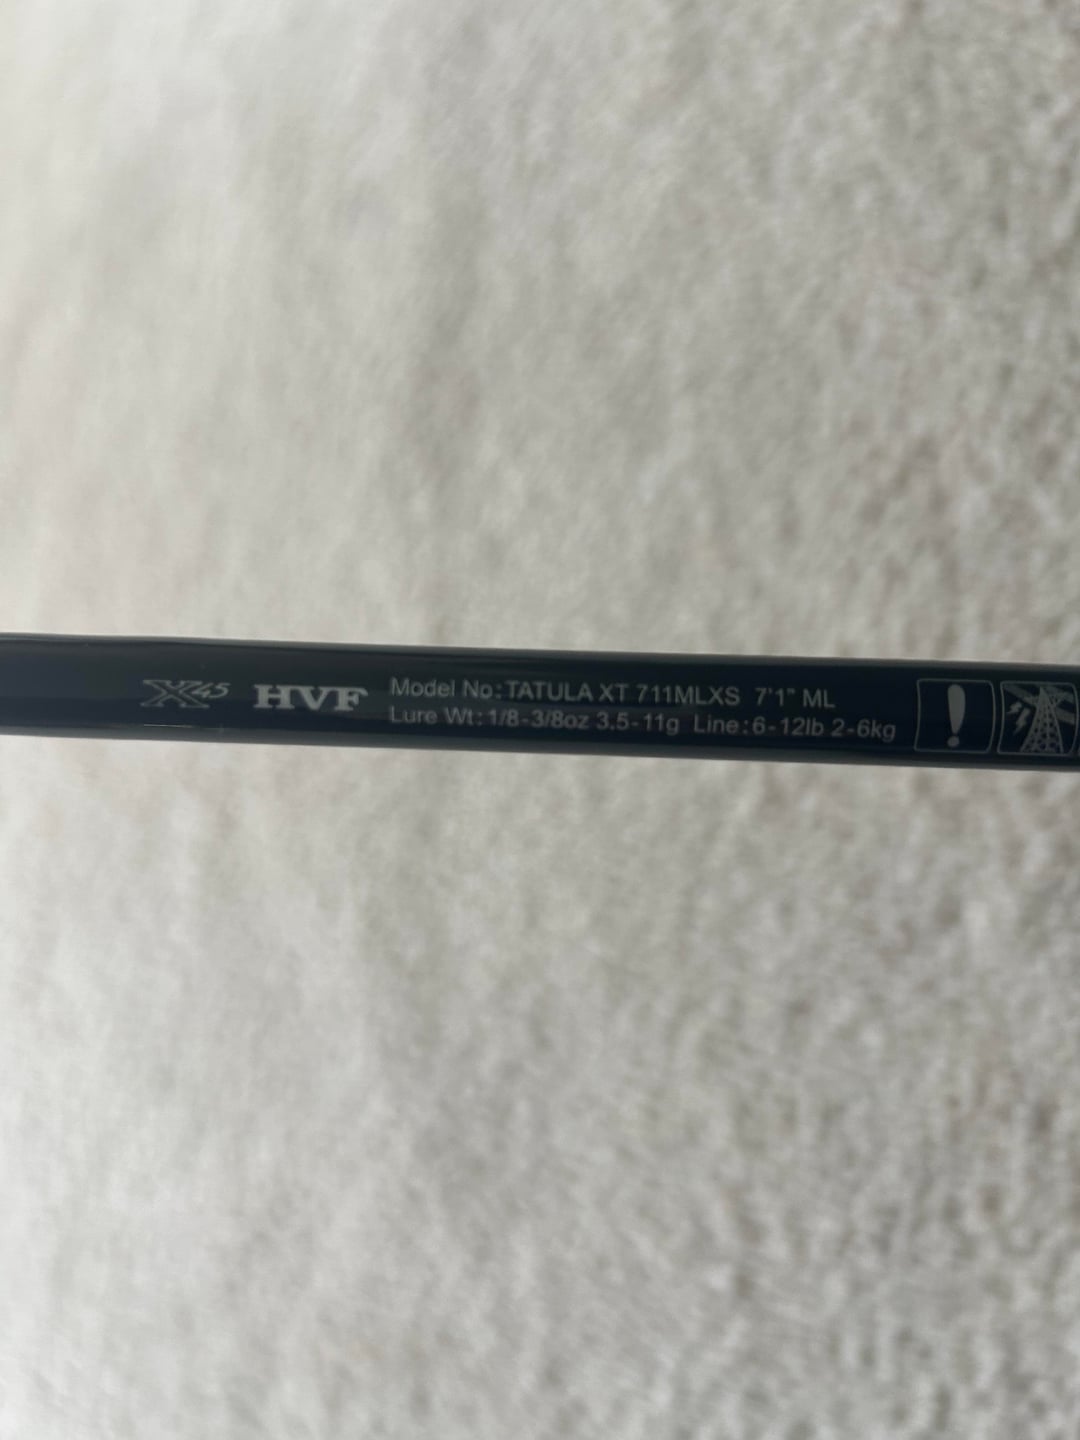 X45 HVF
Model No:TATULA XT 711MLXS 7'1" ML
Lure Wt:1/8-3/8oz 3.5-11g Line:6-12lb 2-6kg